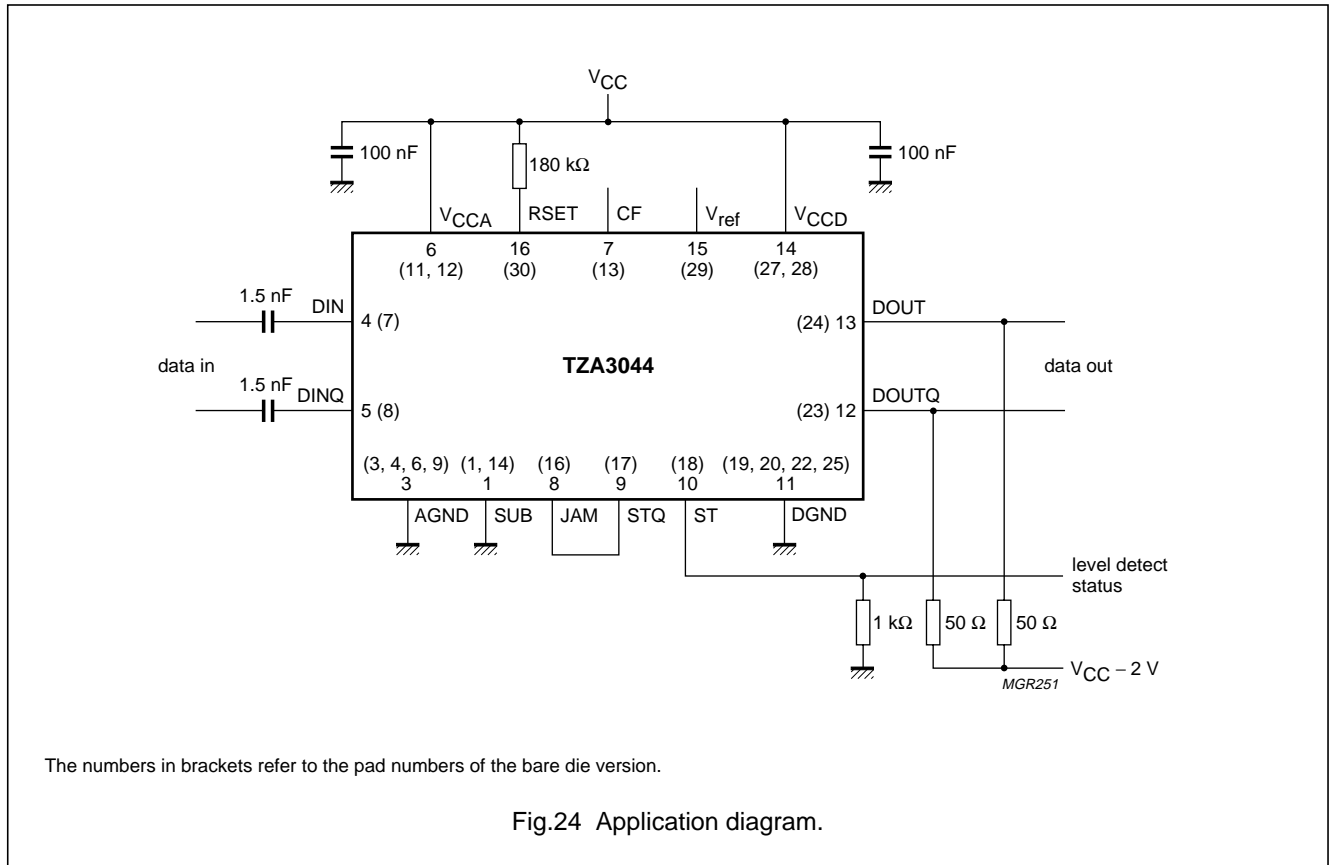 VCC
100 nF
180 kΩ
100 nF
VCCA
RSET
CF
Vref
VCCD
6
16
7
15
14
(11, 12)
(30)
(13)
(29)
(27, 28)
1.5 nF
DIN
4 (7)
(24) 13
DOUT
data in
TZA3044
data out
1.5 nF
DINQ
5 (8)
(23) 12
DOUTQ
(3, 4, 6, 9)
(1, 14)
(16)
(17)
(18)
(19, 20, 22, 25)
3
1
8
9
10
11
AGND
SUB
JAM
STQ
ST
DGND
level detect
status
1 kΩ
50 Ω
50 Ω
VCC – 2 V
MGR251
The numbers in brackets refer to the pad numbers of the bare die version.
Fig.24 Application diagram.